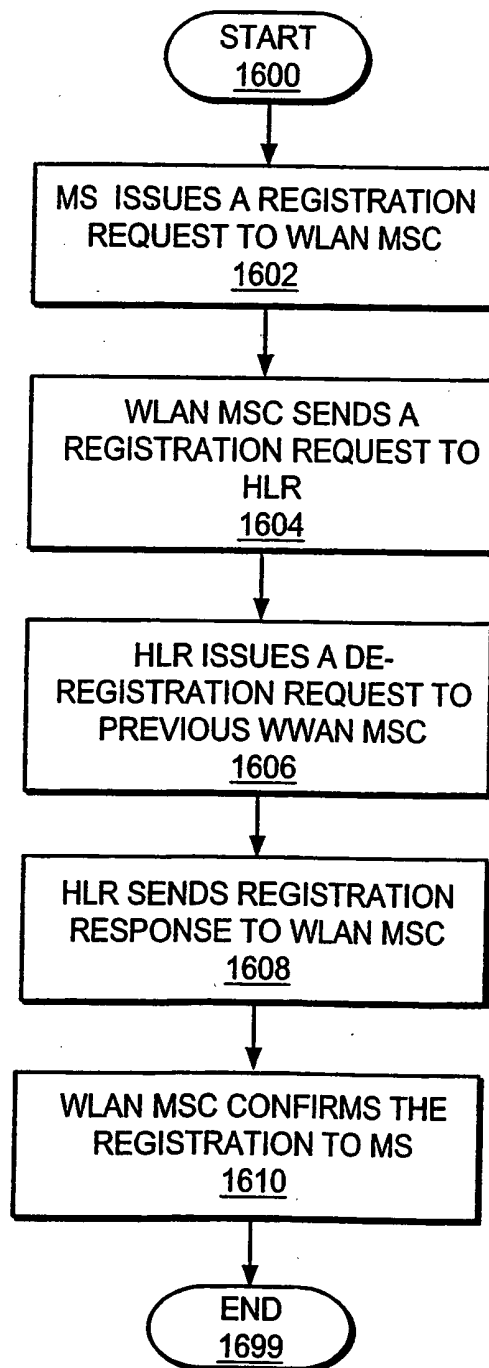 START
1600
MS ISSUES A REGISTRATION
REQUEST TO WLAN MSC
1602
WLAN MSC SENDS A
REGISTRATION REQUEST TO
HLR
1604
HLR ISSUES A DE-
REGISTRATION REQUEST TO
PREVIOUS WWAN MSC
1606
HLR SENDS REGISTRATION
RESPONSE TO WLAN MSC
1608
WLAN MSC CONFIRMS THE
REGISTRATION TO MS
1610
END
1699